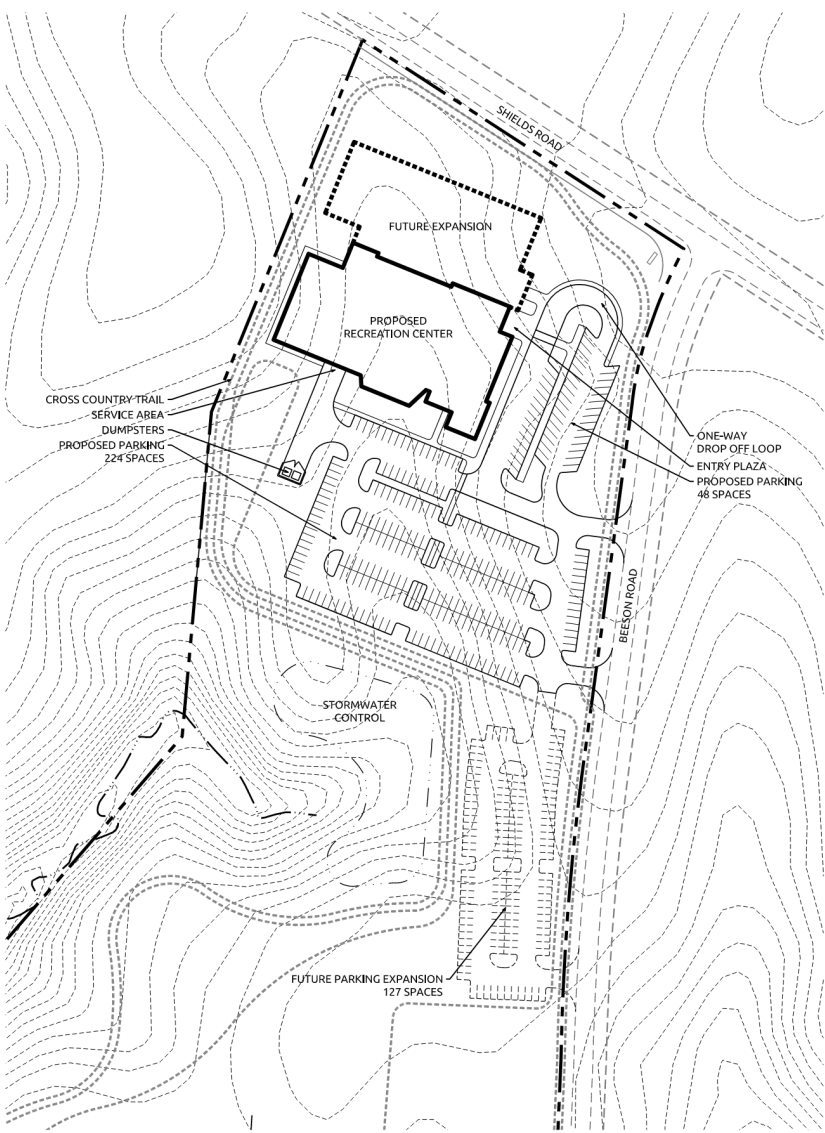 SHIELDS ROAD
FUTURE EXPANSION
PROPOSED
RECREATION CENTER
CROSS COUNTRY TRAIL
SERVICE AREA
DUMPSTERS
PROPOSED PARKING
224 SPACES
ONE-WAY
DROP OFF LOOP
ENTRY PLAZA
PROPOSED PARKING
48 SPACES
BEESON ROAD
STORMWATER
CONTROL
FUTURE PARKING EXPANSION
127 SPACES